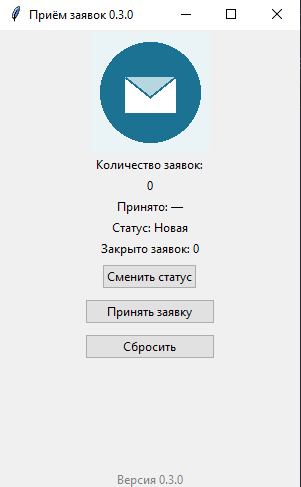 Приём заявок 0.3.0
Количество заявок:
0
Принято: —
Статус: Новая
Закрыто заявок: 0
Сменить статус
Принять заявку
Сбросить
Версия 0.3.0